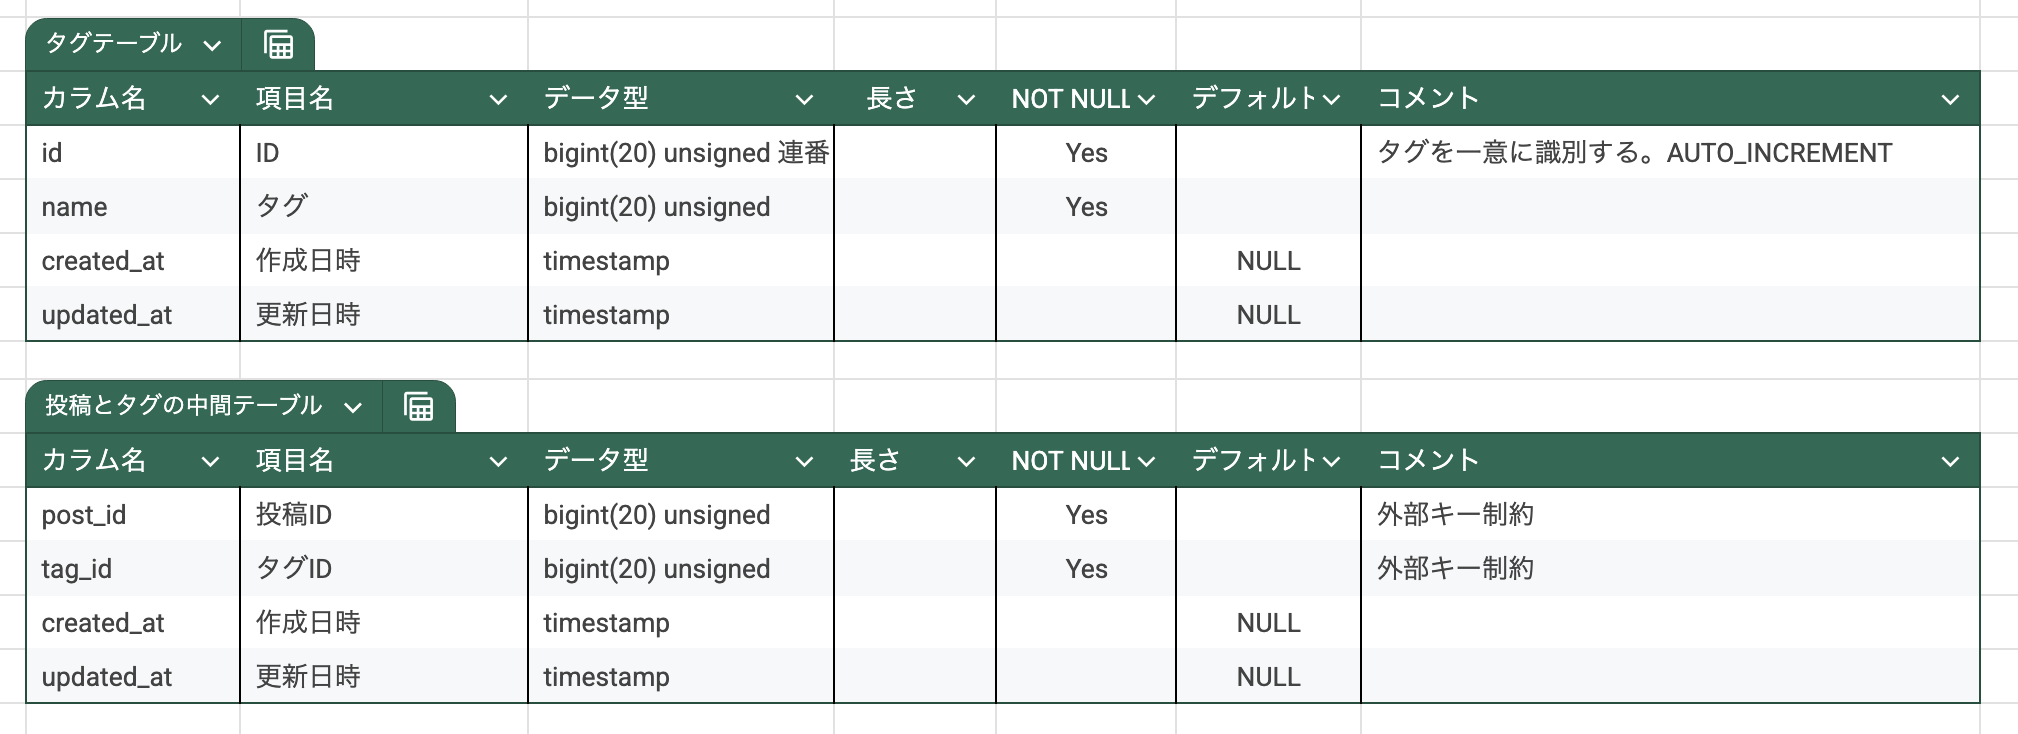 タグテーブル
カラム名 項目名 データ型 長さ NOT NULL デフォルト コメント
id ID bigint(20) unsigned 連番 Yes タグを一意に識別する。AUTO_INCREMENT
name タグ bigint(20) unsigned Yes
created_at 作成日時 timestamp NULL
updated_at 更新日時 timestamp NULL
投稿とタグの中間テーブル
カラム名 項目名 データ型 長さ NOT NULL デフォルト コメント
post_id 投稿ID bigint(20) unsigned Yes 外部キー制約
tag_id タグID bigint(20) unsigned Yes 外部キー制約
created_at 作成日時 timestamp NULL
updated_at 更新日時 timestamp NULL